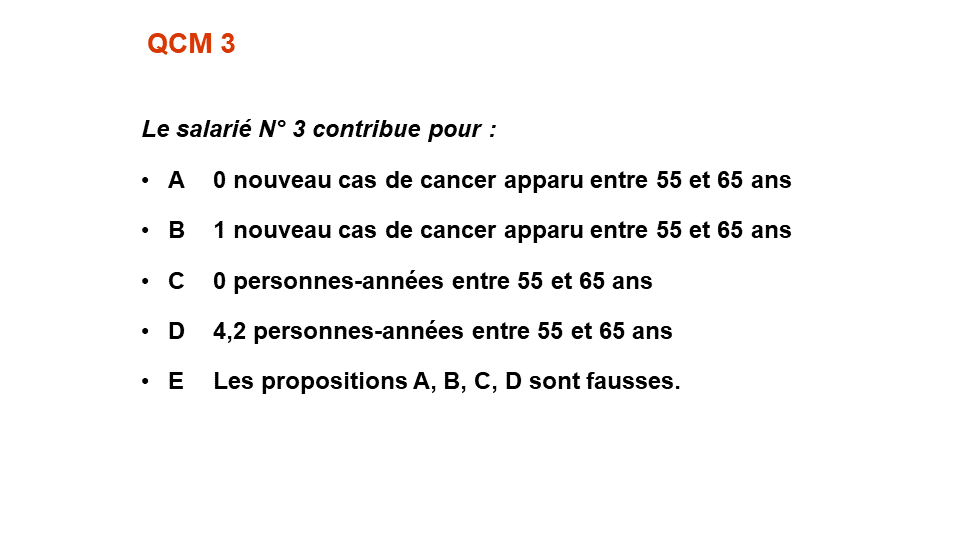 QCM 3
Le salarié N° 3 contribue pour :
• A 0 nouveau cas de cancer apparu entre 55 et 65 ans
• B 1 nouveau cas de cancer apparu entre 55 et 65 ans
• C 0 personnes-années entre 55 et 65 ans
• D 4,2 personnes-années entre 55 et 65 ans
• E Les propositions A, B, C, D sont fausses.